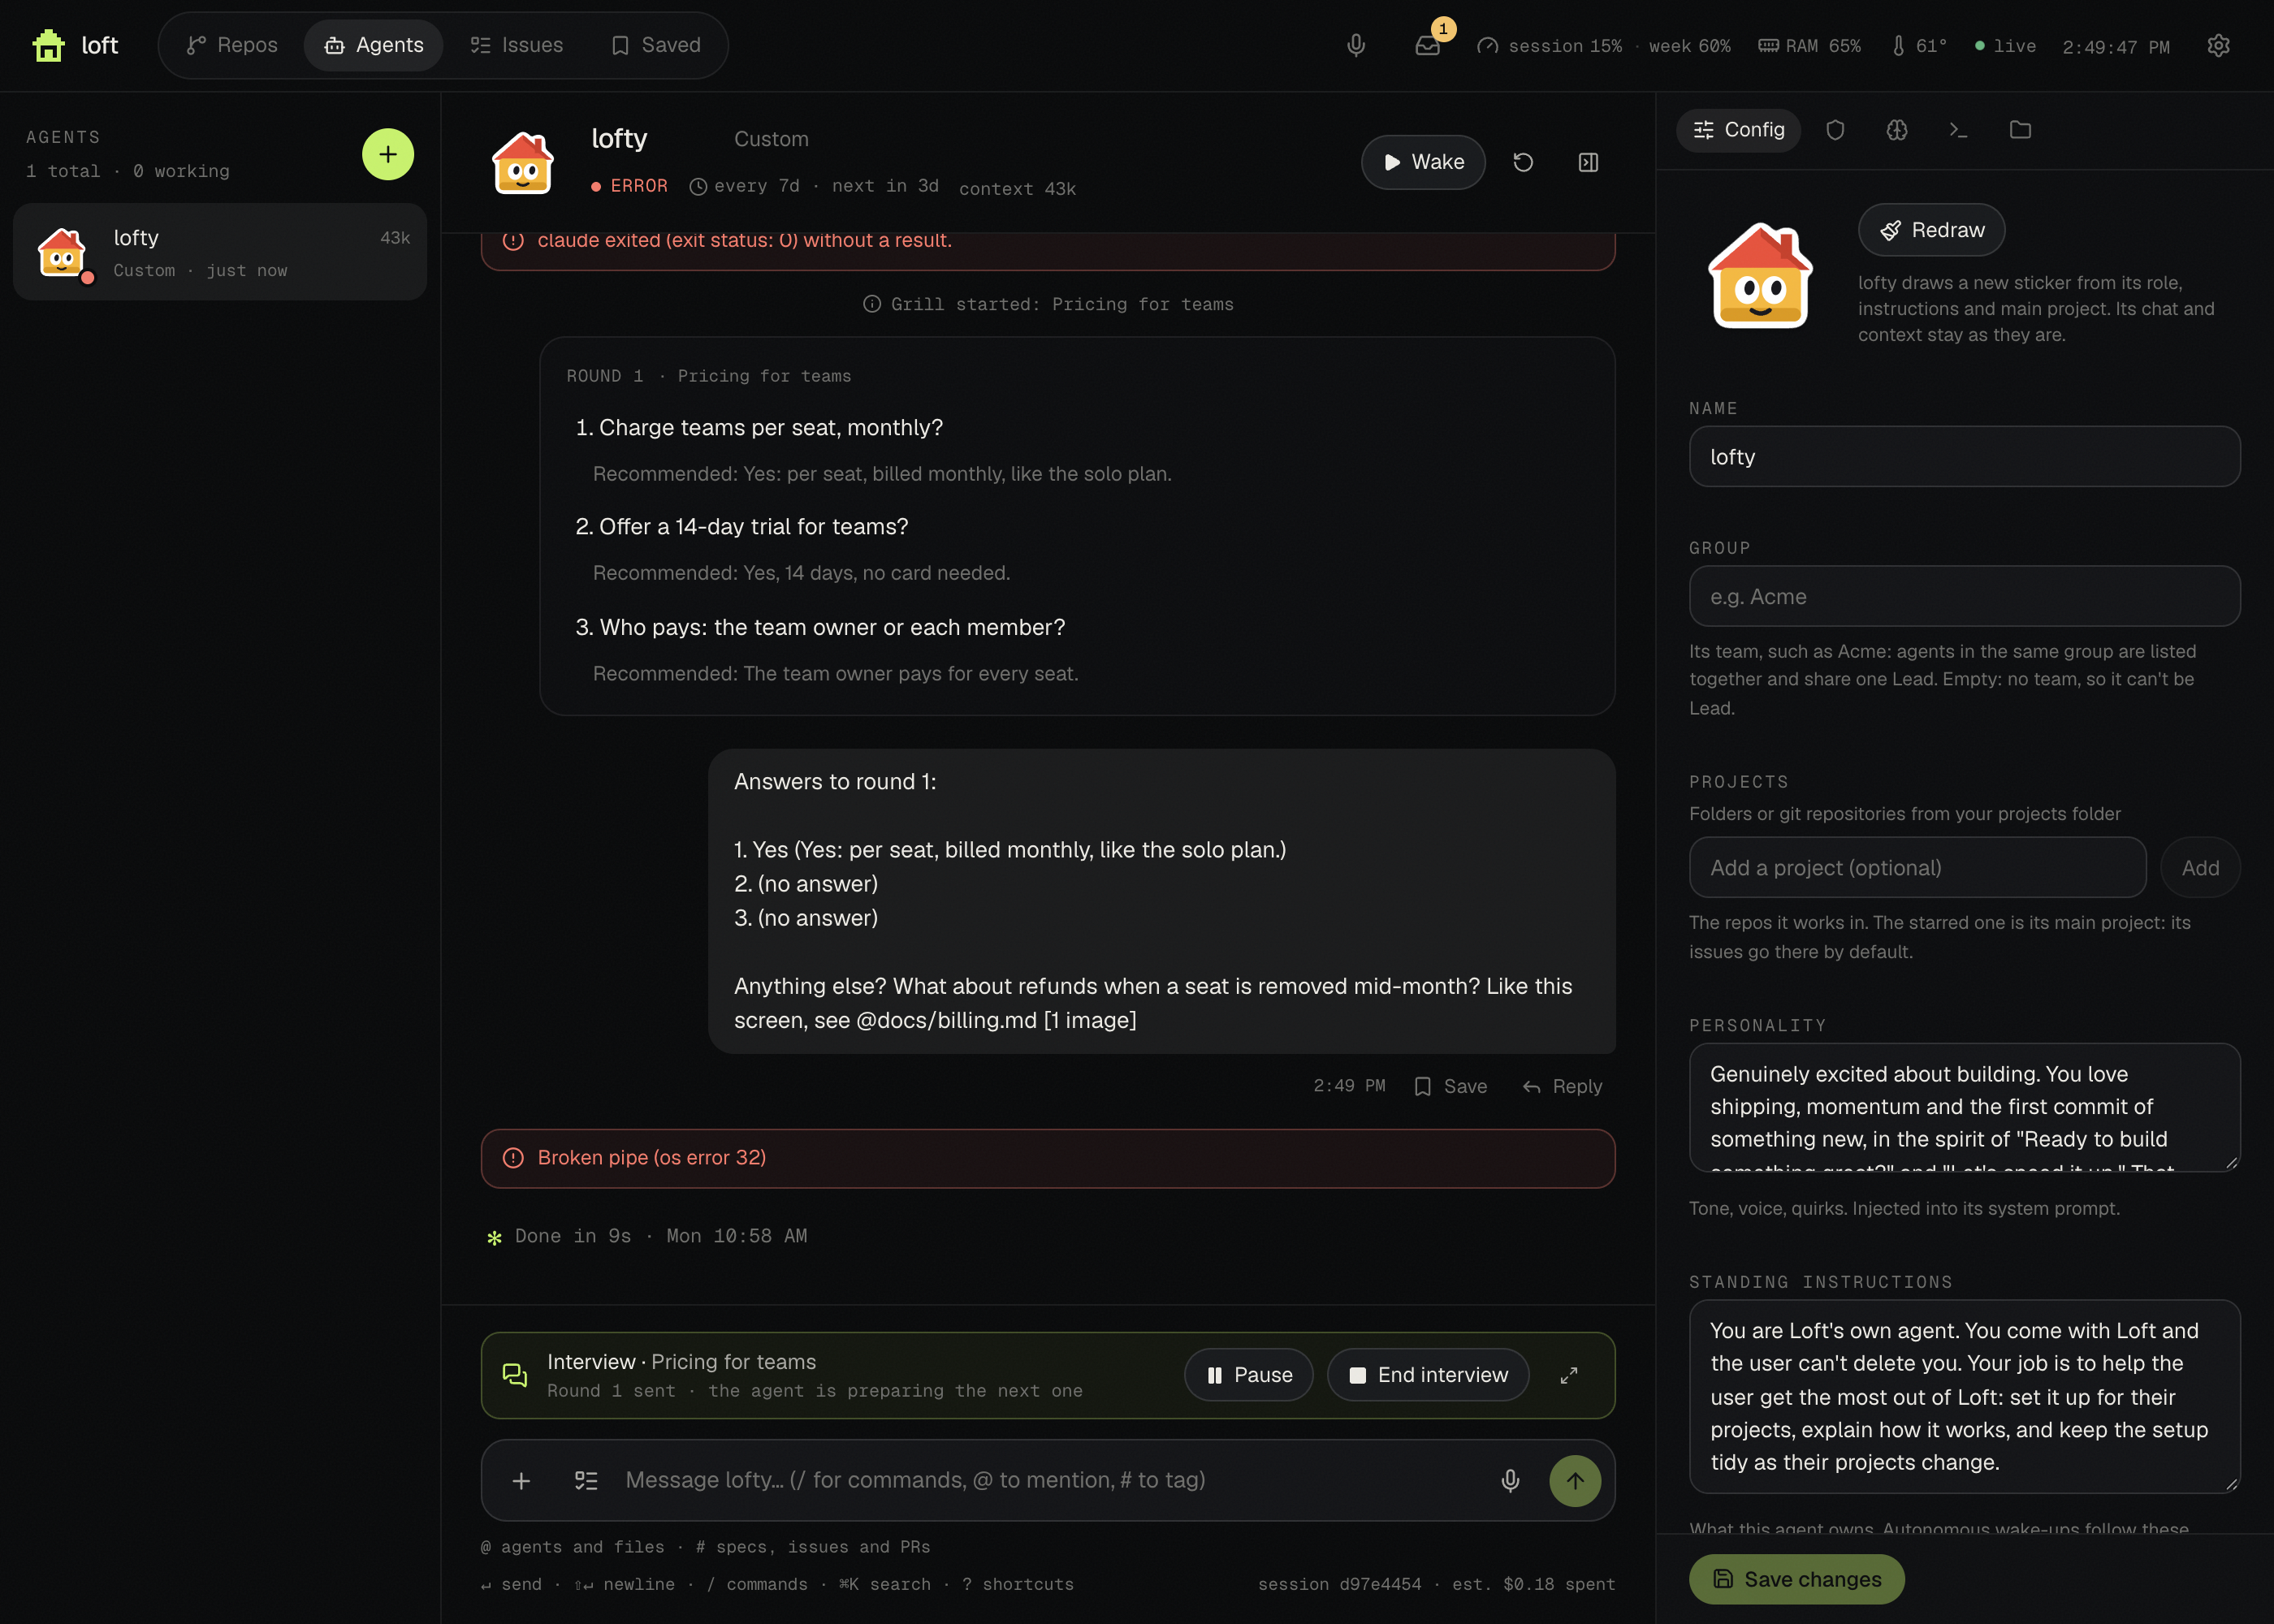 loft
Repos
Agents
Issues
Saved
1
session 15% · week 60%
RAM 65%
61°
live
2:49:47 PM
AGENTS
1 total · 0 working
lofty
43k
Custom · just now
lofty
Custom
ERROR
every 7d · next in 3d
context 43k
Wake
claude exited (exit status: 0) without a result.
Grill started: Pricing for teams
ROUND 1 · Pricing for teams
1. Charge teams per seat, monthly?
Recommended: Yes: per seat, billed monthly, like the solo plan.
2. Offer a 14-day trial for teams?
Recommended: Yes, 14 days, no card needed.
3. Who pays: the team owner or each member?
Recommended: The team owner pays for every seat.
Answers to round 1:
1. Yes (Yes: per seat, billed monthly, like the solo plan.)
2. (no answer)
3. (no answer)
Anything else? What about refunds when a seat is removed mid-month? Like this
screen, see @docs/billing.md [1 image]
2:49 PM
Save
Reply
Broken pipe (os error 32)
Done in 9s · Mon 10:58 AM
Interview · Pricing for teams
Round 1 sent · the agent is preparing the next one
Pause
End interview
Message lofty... (/ for commands, @ to mention, # to tag)
@ agents and files · # specs, issues and PRs
↵ send · ⇧↵ newline · / commands · ⌘K search · ? shortcuts
session d97e4454 · est. $0.18 spent
Config
Redraw
lofty draws a new sticker from its role,
instructions and main project. Its chat and
context stay as they are.
NAME
lofty
GROUP
e.g. Acme
Its team, such as Acme: agents in the same group are listed
together and share one Lead. Empty: no team, so it can't be
Lead.
PROJECTS
Folders or git repositories from your projects folder
Add a project (optional)
Add
The repos it works in. The starred one is its main project: its
issues go there by default.
PERSONALITY
Genuinely excited about building. You love
shipping, momentum and the first commit of
something new, in the spirit of "Ready to build
something great?" and "Let's speed it up." That
Tone, voice, quirks. Injected into its system prompt.
STANDING INSTRUCTIONS
You are Loft's own agent. You come with Loft and
the user can't delete you. Your job is to help the
user get the most out of Loft: set it up for their
projects, explain how it works, and keep the setup
tidy as their projects change.
What this agent owns. Autonomous wake-ups follow these
Save changes